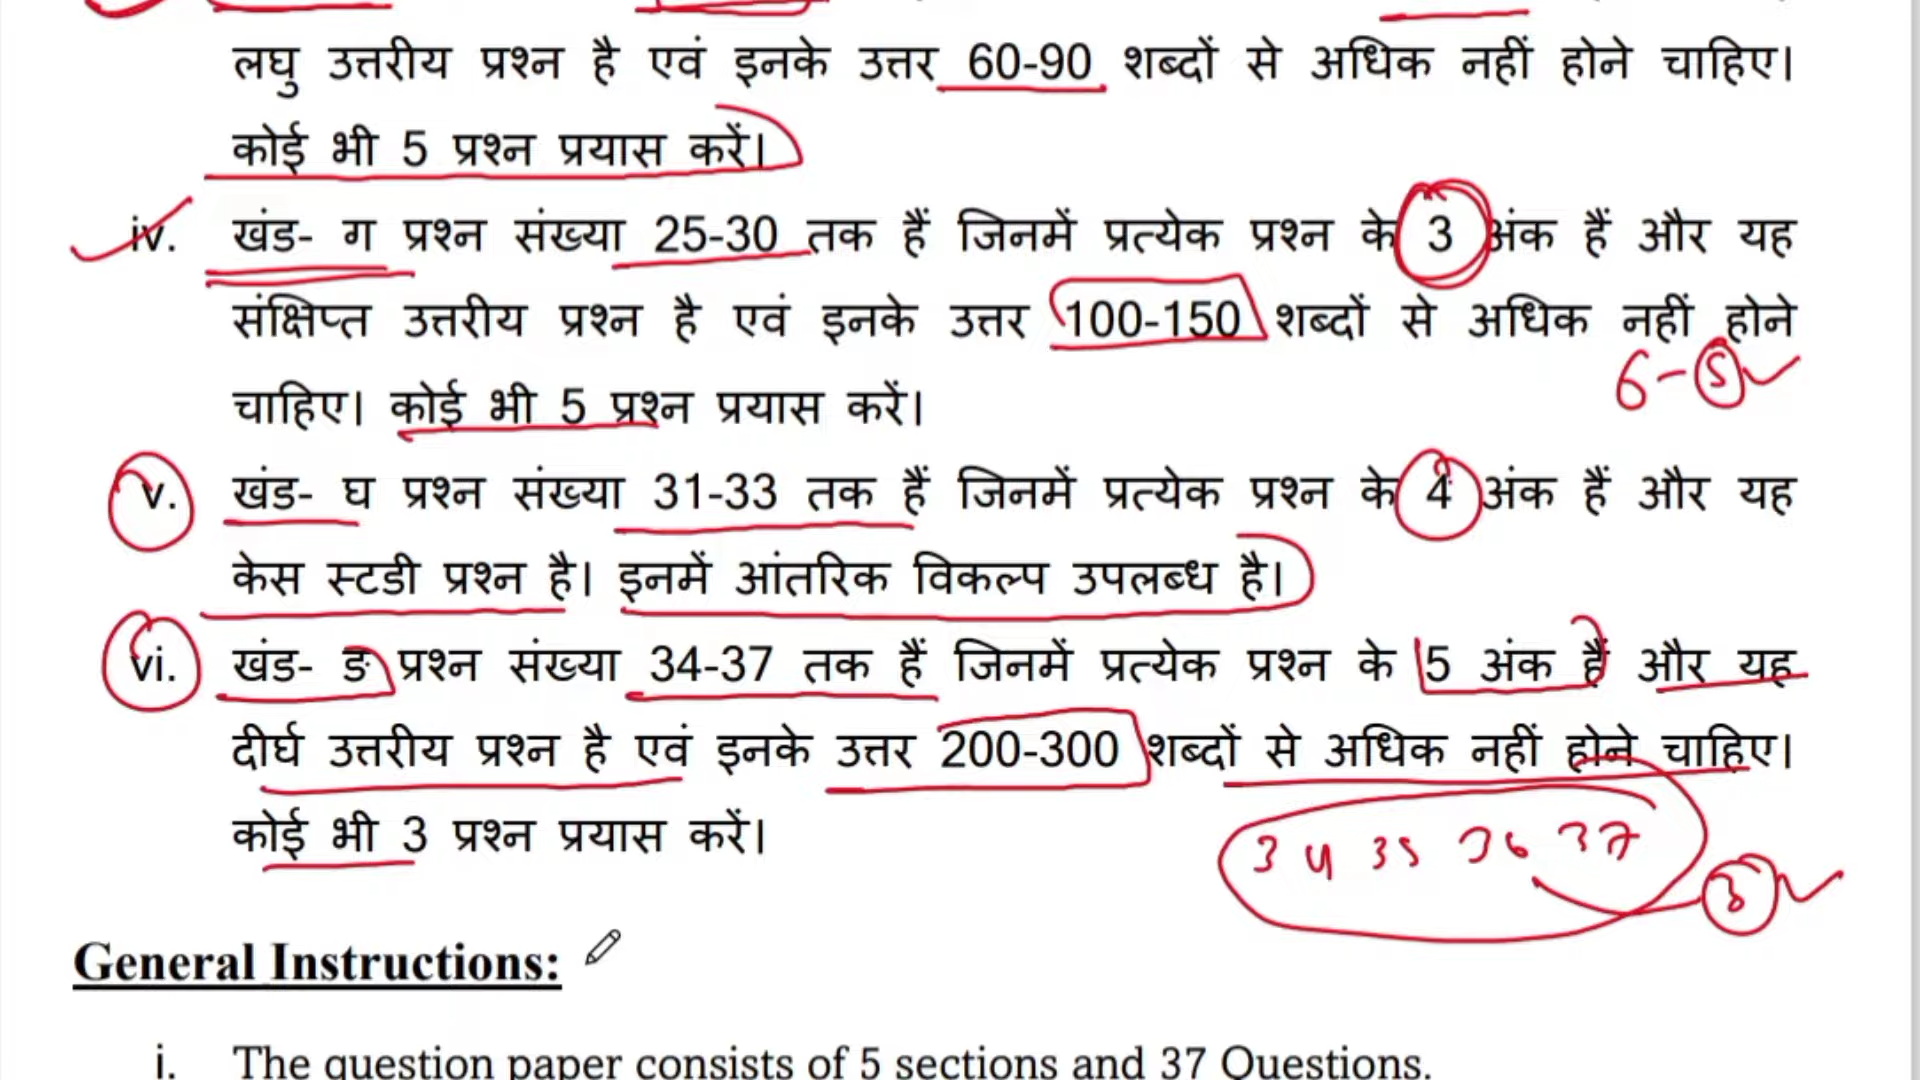 लघु उत्तरीय प्रश्न है एवं इनके उत्तर 60-90 शब्दों से अधिक नहीं होने चाहिए।
कोई भी 5 प्रश्न प्रयास करें।
iv. खंड- ग प्रश्न संख्या 25-30 तक हैं जिनमें प्रत्येक प्रश्न के 3 अंक हैं और यह
संक्षिप्त उत्तरीय प्रश्न है एवं इनके उत्तर 100-150 शब्दों से अधिक नहीं होने
6-5
चाहिए। कोई भी 5 प्रश्न प्रयास करें।
v. खंड- घ प्रश्न संख्या 31-33 तक हैं जिनमें प्रत्येक प्रश्न के 4 अंक हैं और यह
केस स्टडी प्रश्न है। इनमें आंतरिक विकल्प उपलब्ध है।
vi. खंड- ङ प्रश्न संख्या 34-37 तक हैं जिनमें प्रत्येक प्रश्न के 5 अंक हैं और यह
दीर्घ उत्तरीय प्रश्न है एवं इनके उत्तर 200-300 शब्दों से अधिक नहीं होने चाहिए।
कोई भी 3 प्रश्न प्रयास करें।
34 35 36 37
3
General Instructions:
i. The question paper consists of 5 sections and 37 Questions.